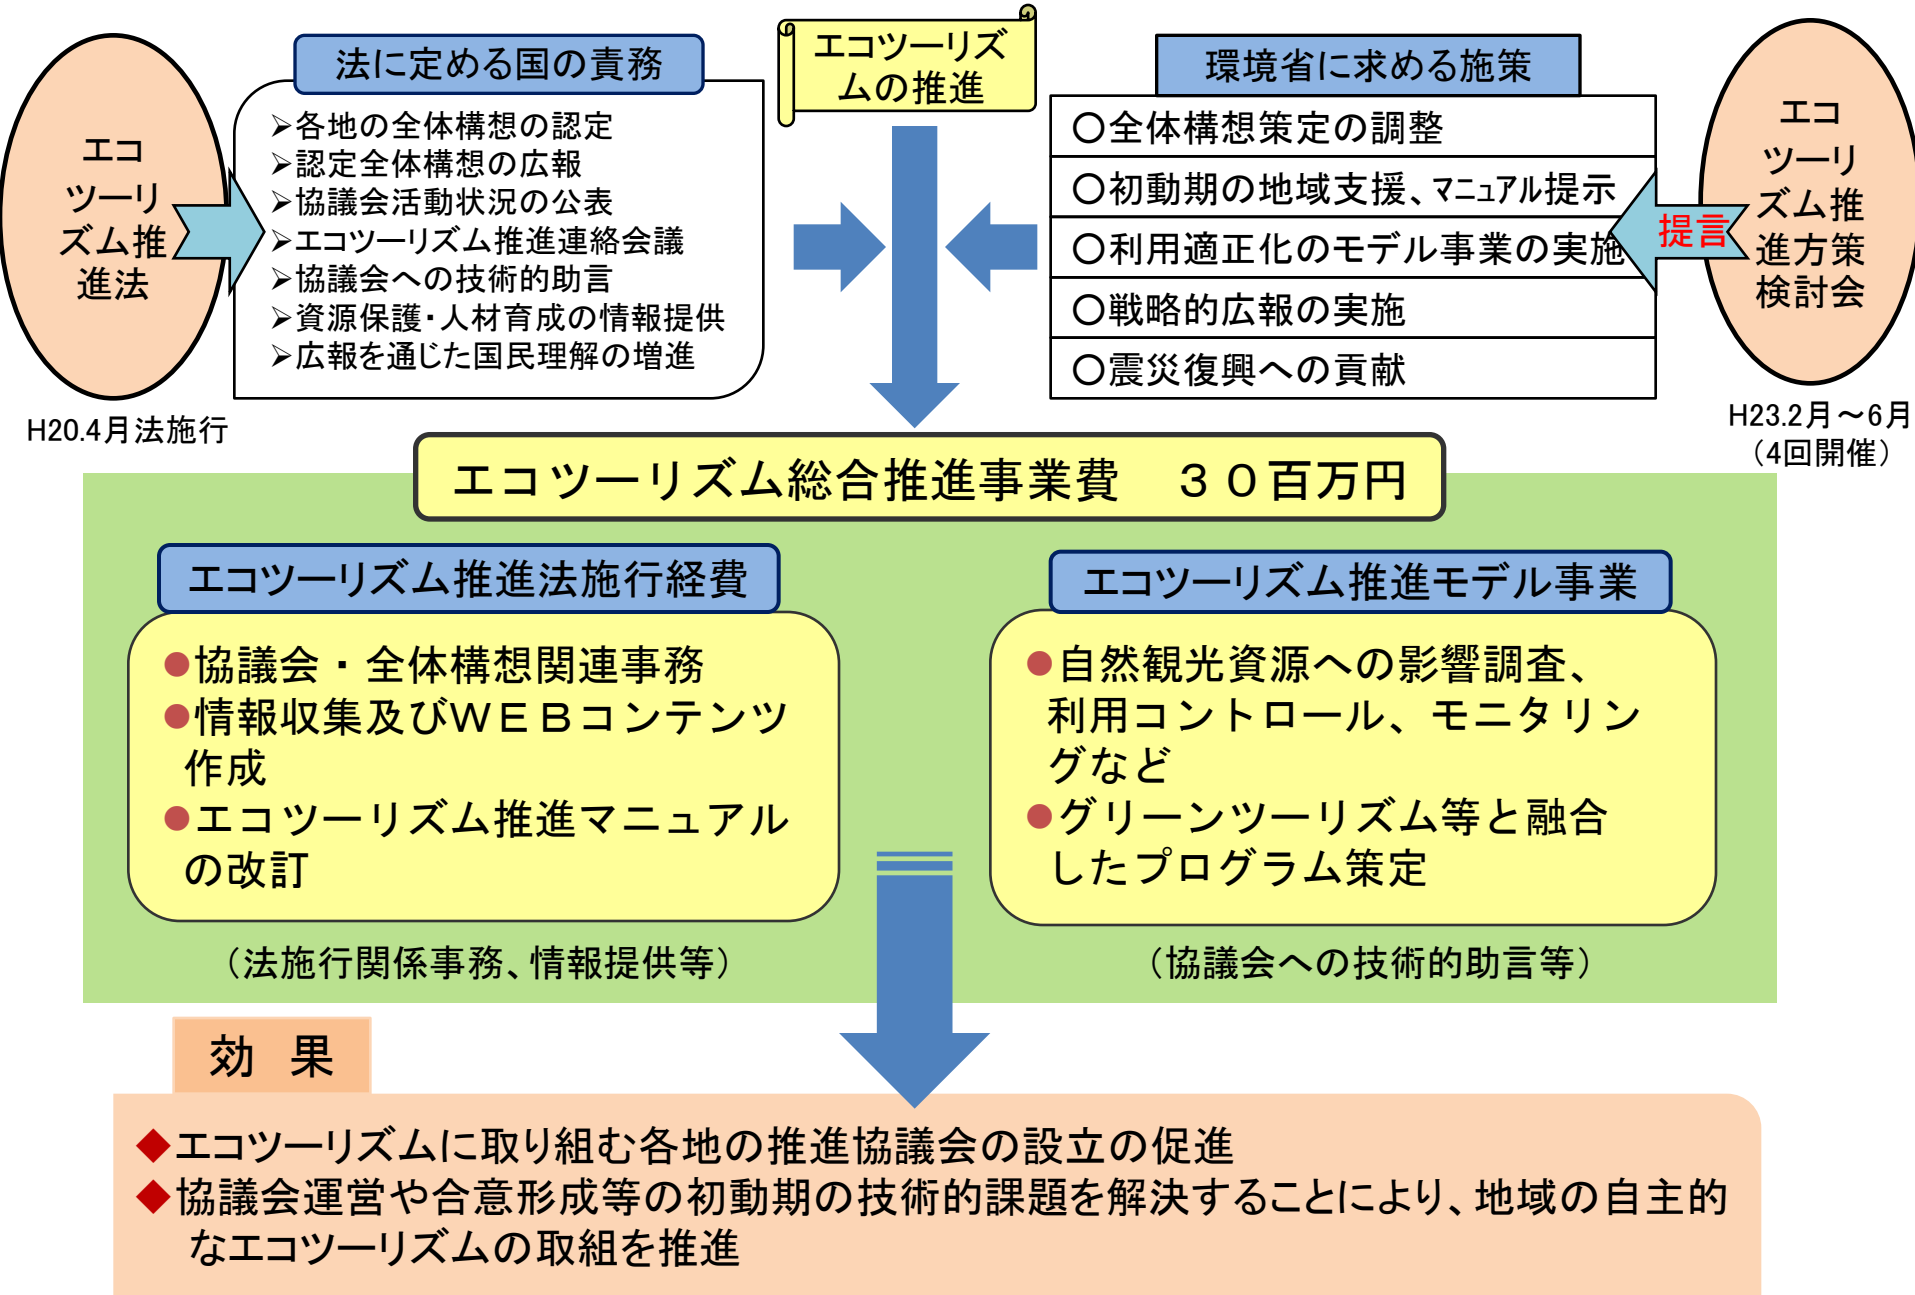 エコツーリズ
ムの推進
エコ
ツーリ
ズム推
進法
H20.4月法施行
法に定める国の責務
➢各地の全体構想の認定
➢認定全体構想の広報
➢協議会活動状況の公表
➢エコツーリズム推進連絡会議
➢協議会への技術的助言
➢資源保護・人材育成の情報提供
➢広報を通じた国民理解の増進
環境省に求める施策
○全体構想策定の調整
○初動期の地域支援、マニュアル提示
○利用適正化のモデル事業の実施
○戦略的広報の実施
○震災復興への貢献
提言
エコ
ツーリ
ズム推
進方策
検討会
H23.2月～6月
（4回開催）
エコツーリズム総合推進事業費　３０百万円
エコツーリズム推進法施行経費
●協議会・全体構想関連事務
●情報収集及びＷＥＢコンテンツ
作成
●エコツーリズム推進マニュアル
の改訂
（法施行関係事務、情報提供等）
エコツーリズム推進モデル事業
●自然観光資源への影響調査、
利用コントロール、モニタリン
グなど
●グリーンツーリズム等と融合
したプログラム策定
（協議会への技術的助言等）
効　果
◆エコツーリズムに取り組む各地の推進協議会の設立の促進
◆協議会運営や合意形成等の初動期の技術的課題を解決することにより、地域の自主的
なエコツーリズムの取組を推進